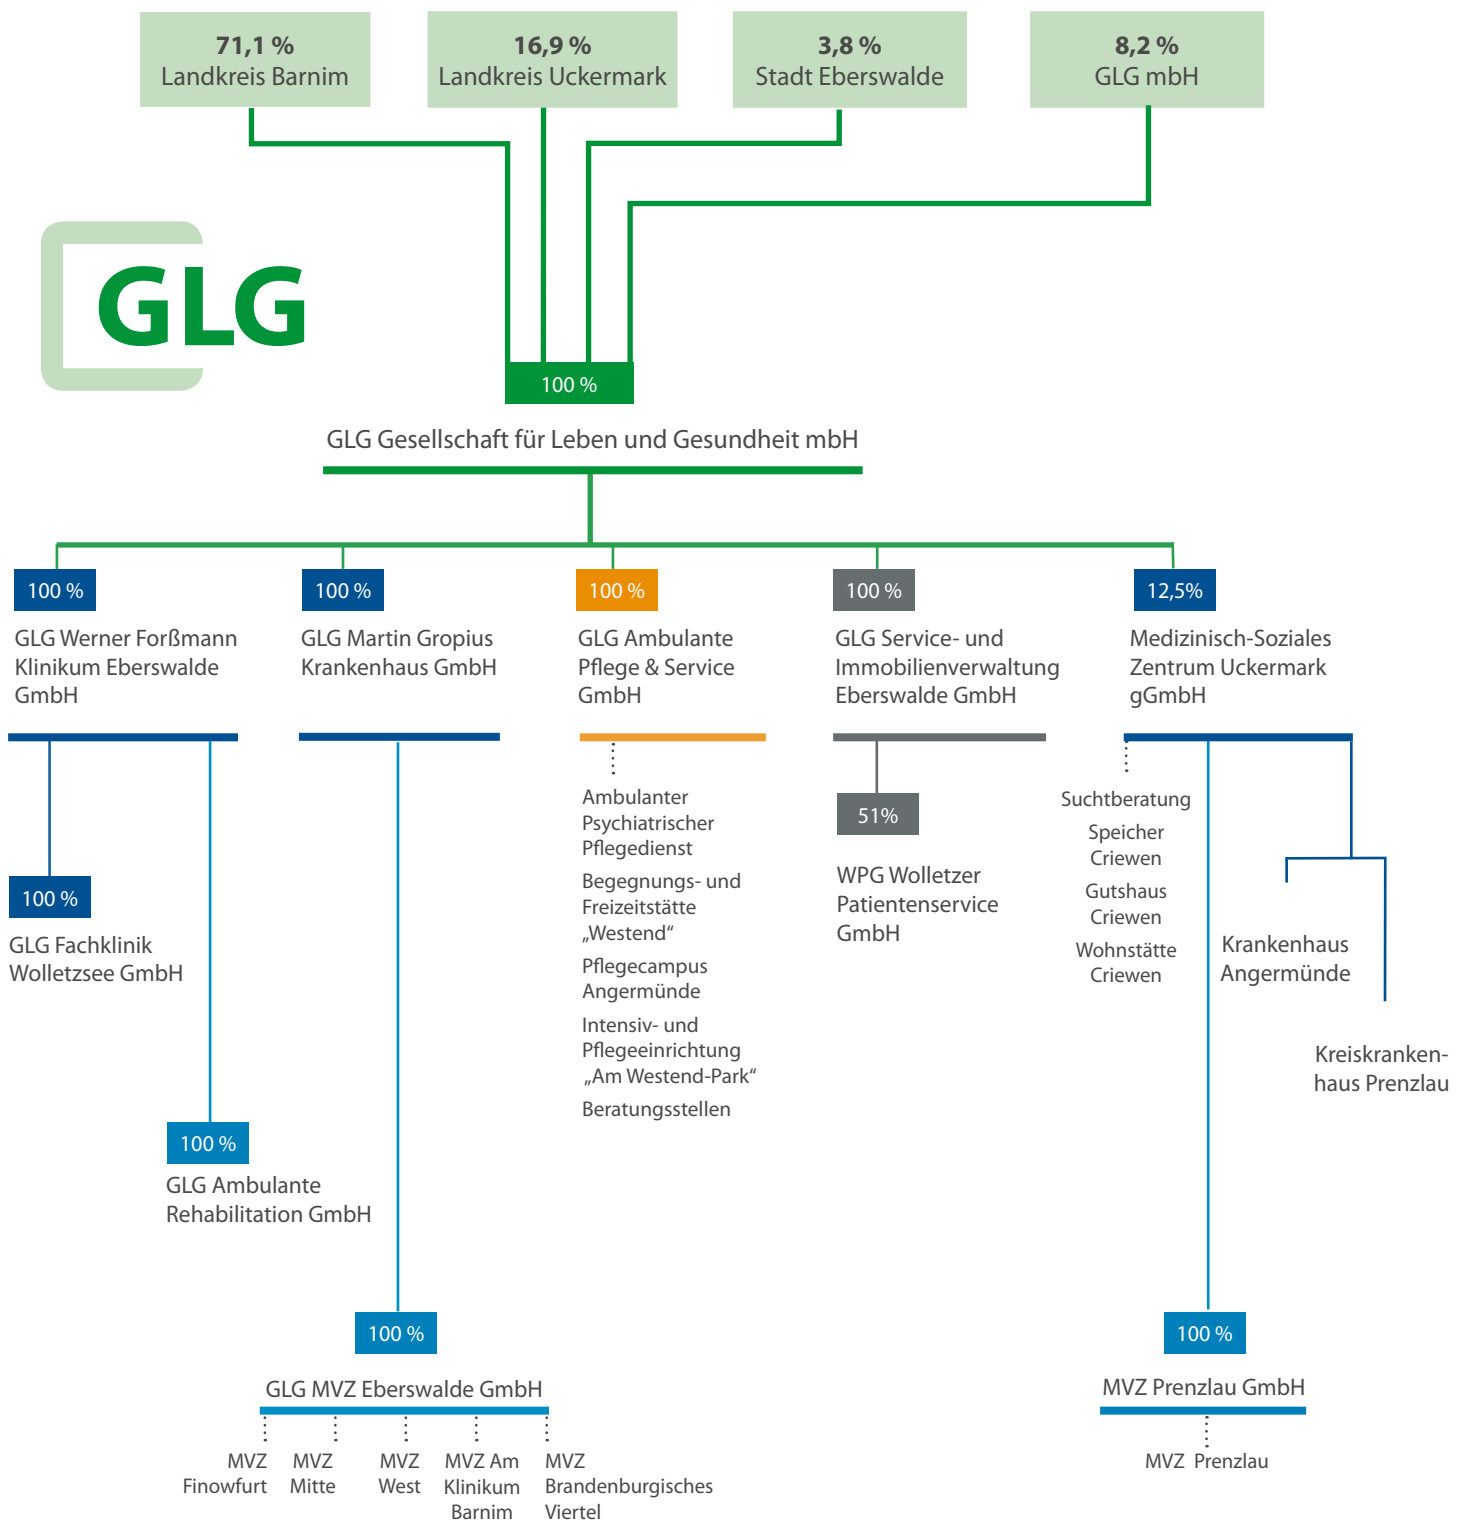 71,1 %
Landkreis Barnim
16,9 %
Landkreis Uckermark
3,8 %
Stadt Eberswalde
8,2 %
GLG mbH
GLG
100 %
GLG Gesellschaft für Leben und Gesundheit mbH
100 %
GLG Werner Forßmann
Klinikum Eberswalde
GmbH
100 %
GLG Martin Gropius
Krankenhaus GmbH
100 %
GLG Ambulante
Pflege & Service
GmbH
100 %
GLG Service- und
Immobilienverwaltung
Eberswalde GmbH
12,5%
Medizinisch-Soziales
Zentrum Uckermark
gGmbH
100 %
GLG Fachklinik
Wolletzsee GmbH
100 %
GLG Ambulante
Rehabilitation GmbH
Ambulanter
Psychiatrischer
Pflegedienst
Begegnungs- und
Freizeitstätte
„Westend“
Pflegecampus
Angermünde
Intensiv- und
Pflegeeinrichtung
„Am Westend-Park“
Beratungsstellen
51%
WPG Wolletzer
Patientenservice
GmbH
Suchtberatung
Speicher
Criewen
Gutshaus
Criewen
Wohnstätte
Criewen
Krankenhaus
Angermünde
Kreiskranken-
haus Prenzlau
100 %
GLG MVZ Eberswalde GmbH
MVZ
Finowfurt
MVZ
Mitte
MVZ
West
MVZ Am
Klinikum
Barnim
MVZ
Brandenburgisches
Viertel
100 %
MVZ Prenzlau GmbH
MVZ Prenzlau